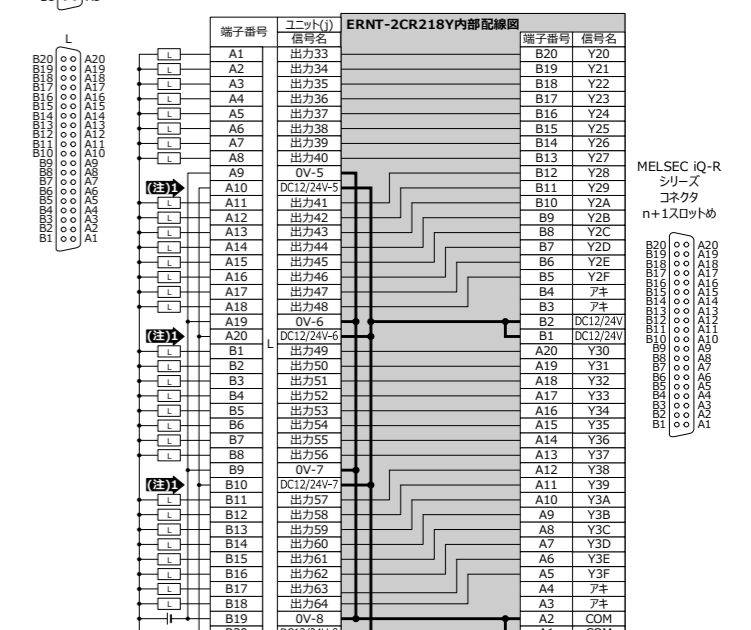 ERNT-2CR218Y内部配線図
端子番号 ユニット(j) 信号名 端子番号 信号名
L A1 出力33 B20 Y20
L A2 出力34 B19 Y21
L A3 出力35 B18 Y22
L A4 出力36 B17 Y23
L A5 出力37 B16 Y24
L A6 出力38 B15 Y25
L A7 出力39 B14 Y26
L A8 出力40 B13 Y27
A9 0V-5 B12 Y28
(注)1 A10 DC12/24V-5 B11 Y29
L A11 出力41 B10 Y2A
L A12 出力42 B9 Y2B
L A13 出力43 B8 Y2C
L A14 出力44 B7 Y2D
L A15 出力45 B6 Y2E
L A16 出力46 B5 Y2F
L A17 出力47 B4 アキ
L A18 出力48 B3 アキ
A19 0V-6 B2 DC12/24V
(注)1 A20 DC12/24V-6 B1 DC12/24V
L
L B1 出力49 A20 Y30
L B2 出力50 A19 Y31
L B3 出力51 A18 Y32
L B4 出力52 A17 Y33
L B5 出力53 A16 Y34
L B6 出力54 A15 Y35
L B7 出力55 A14 Y36
L B8 出力56 A13 Y37
B9 0V-7 A12 Y38
(注)1 B10 DC12/24V-7 A11 Y39
L B11 出力57 A10 Y3A
L B12 出力58 A9 Y3B
L B13 出力59 A8 Y3C
L B14 出力60 A7 Y3D
L B15 出力61 A6 Y3E
L B16 出力62 A5 Y3F
L B17 出力63 A4 アキ
L B18 出力64 A3 アキ
B19 0V-8 A2 COM
L
B20 A20
B19 A19
B18 A18
B17 A17
B16 A16
B15 A15
B14 A14
B13 A13
B12 A12
B11 A11
B10 A10
B9 A9
B8 A8
B7 A7
B6 A6
B5 A5
B4 A4
B3 A3
B2 A2
B1 A1
MELSEC iQ-R
シリーズ
コネクタ
n+1スロットめ
B20 A20
B19 A19
B18 A18
B17 A17
B16 A16
B15 A15
B14 A14
B13 A13
B12 A12
B11 A11
B10 A10
B9 A9
B8 A8
B7 A7
B6 A6
B5 A5
B4 A4
B3 A3
B2 A2
B1 A1